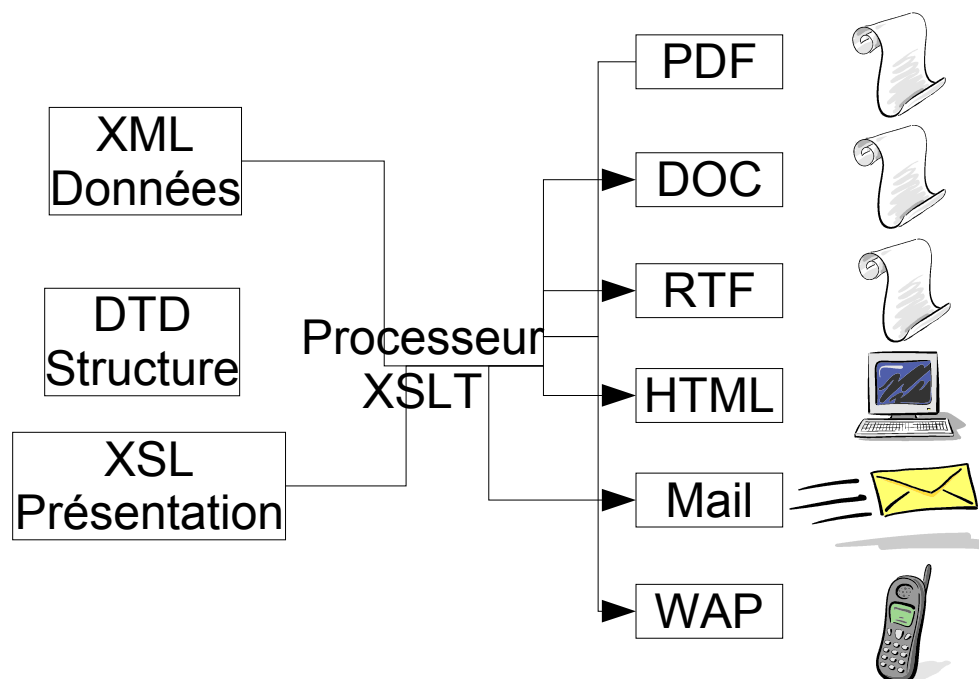 XML
Données
DTD
Structure
XSL
Présentation
Processeur
XSLT
PDF
DOC
RTF
HTML
Mail
WAP